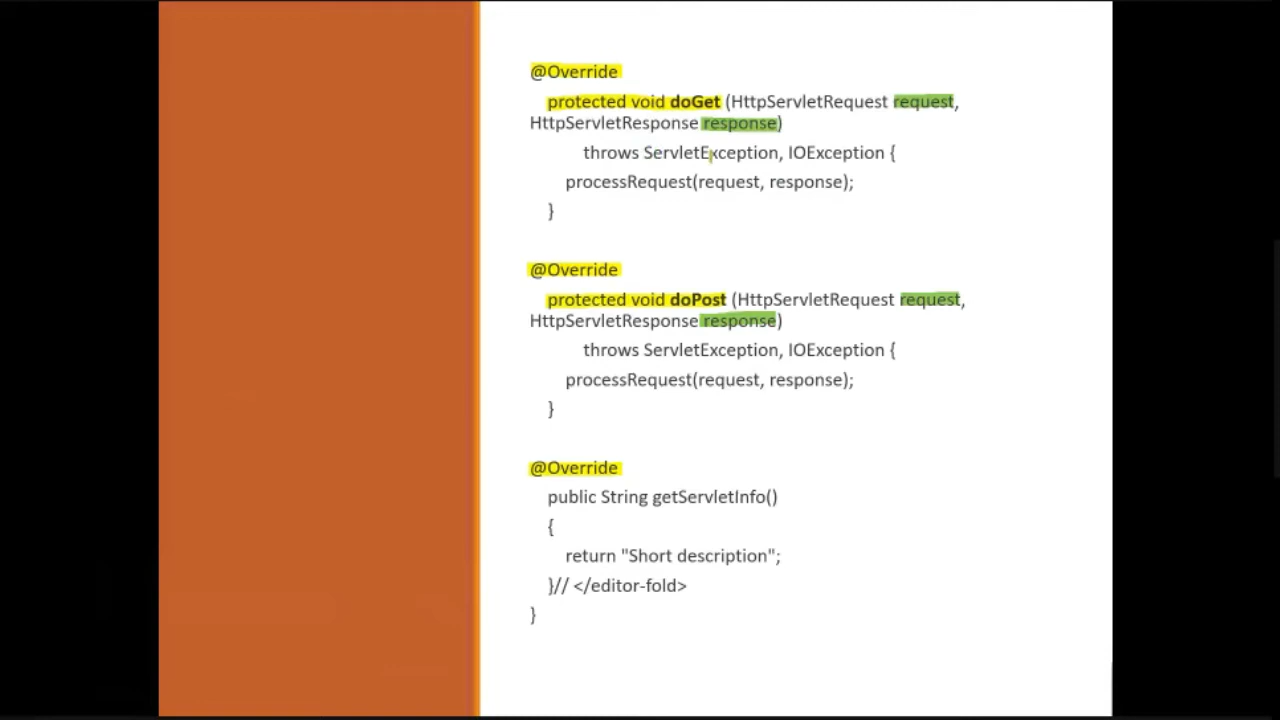 @Override
protected void doGet (HttpServletRequest request,
HttpServletResponse response)
throws ServletException, IOException {
processRequest(request, response);
}
@Override
protected void doPost (HttpServletRequest request,
HttpServletResponse response)
throws ServletException, IOException {
processRequest(request, response);
}
@Override
public String getServletInfo()
{
return "Short description";
}// </editor-fold>
}